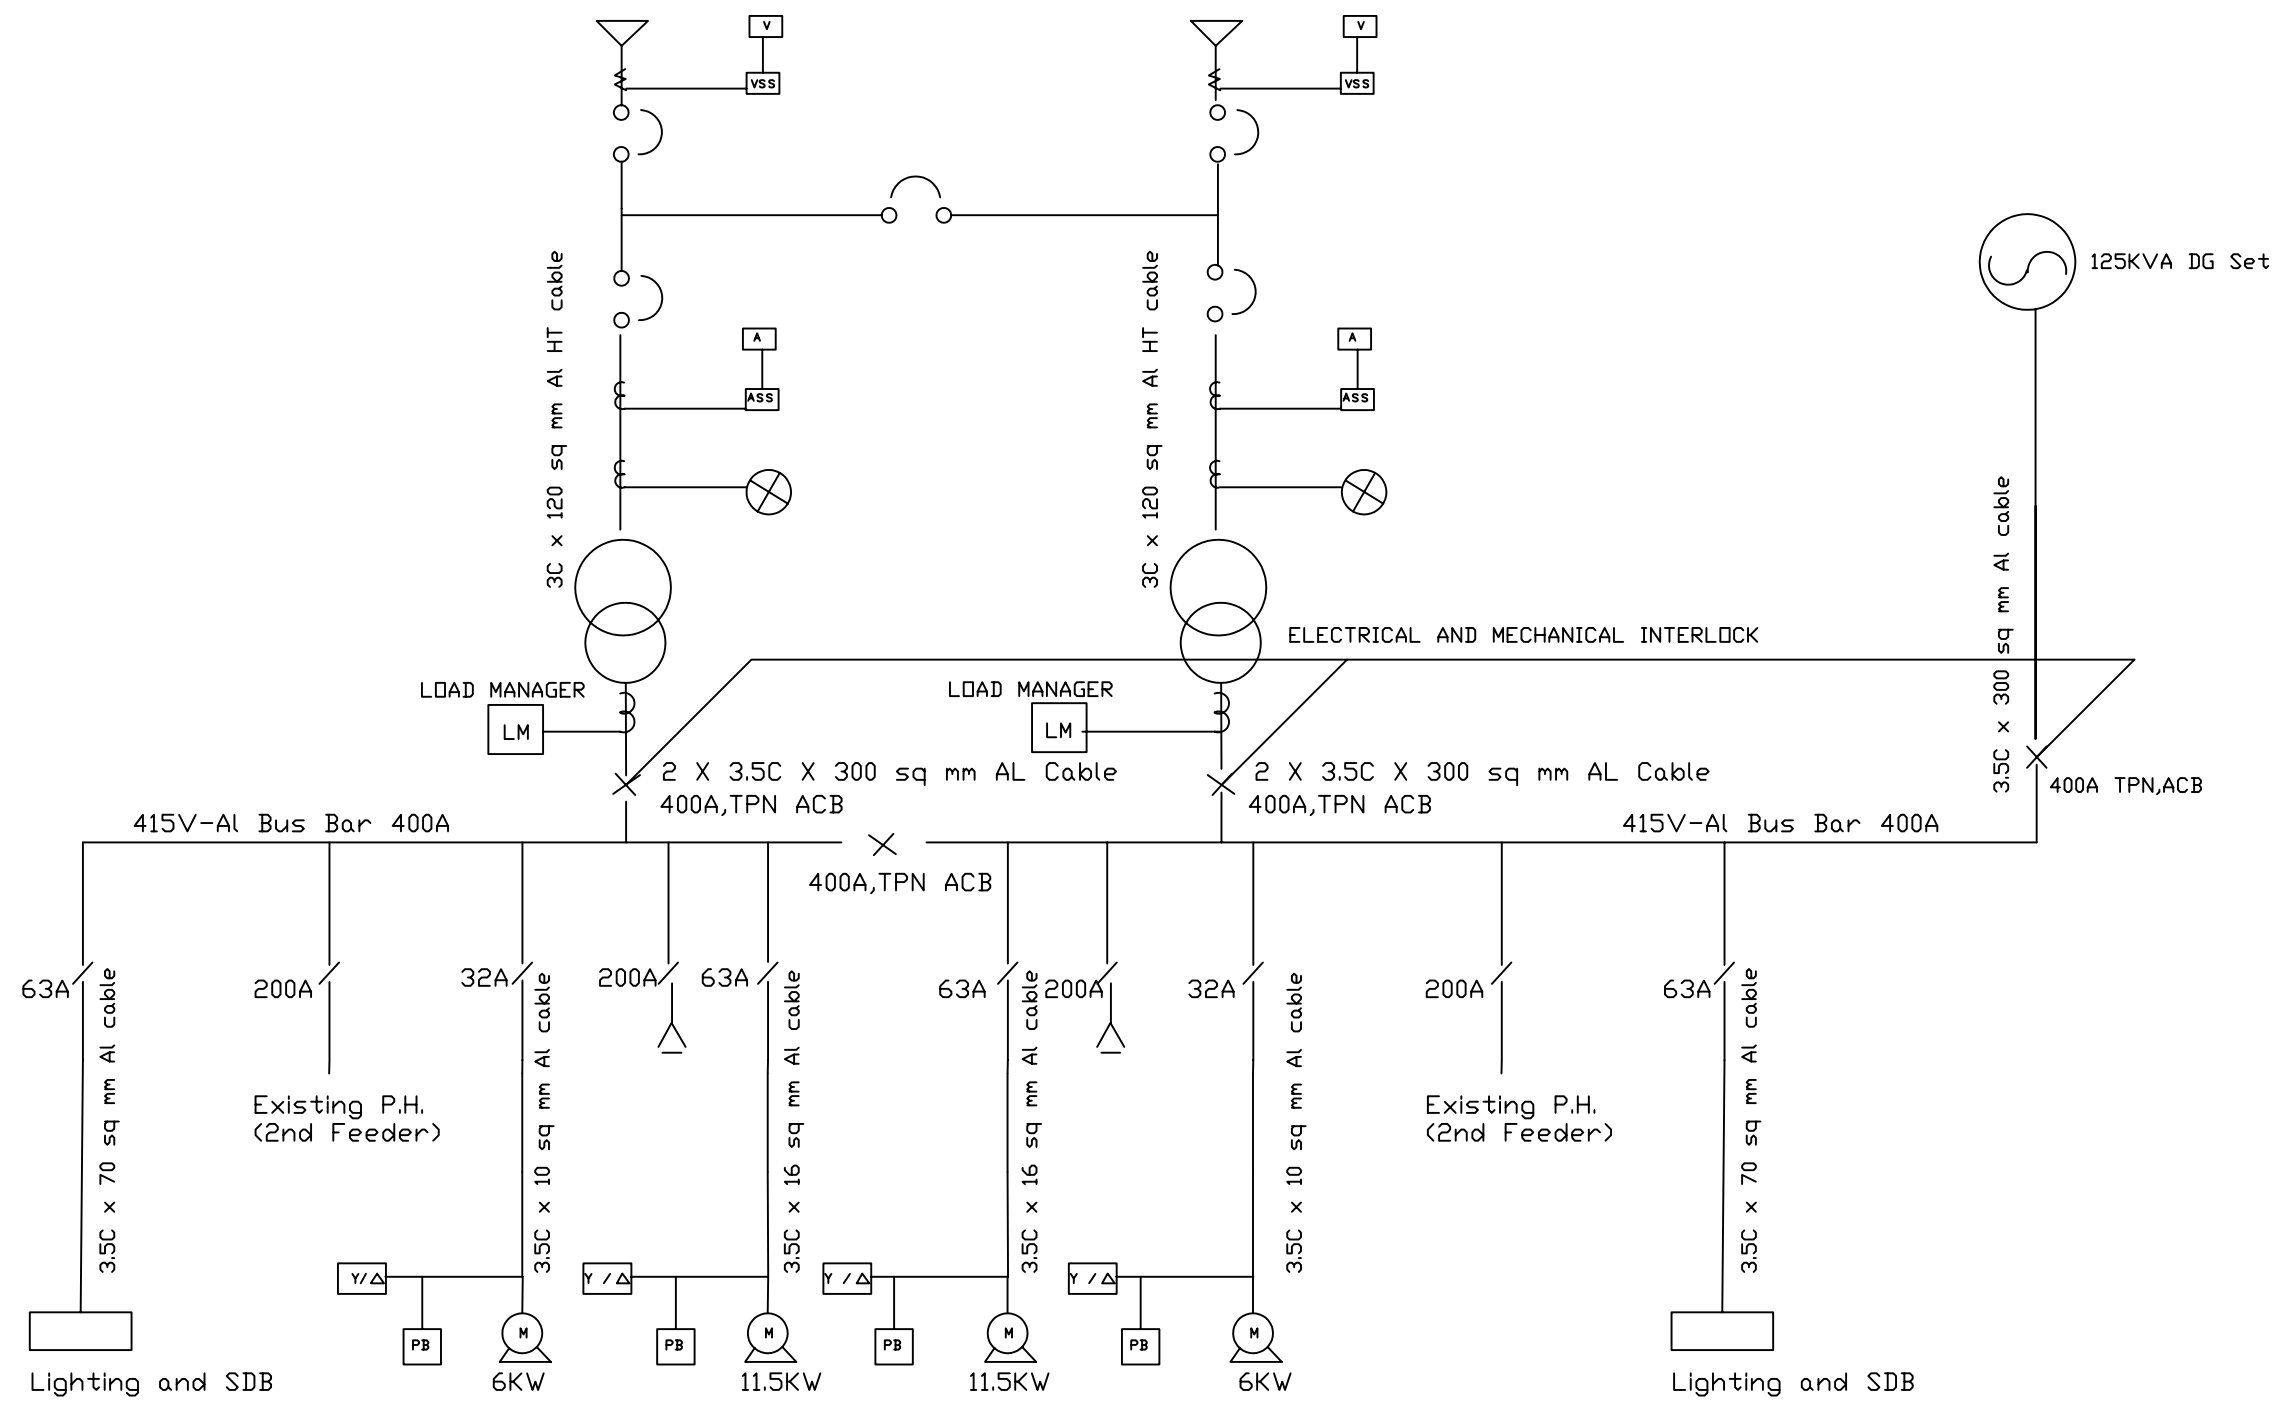 V
V
VSS
VSS
125KVA DG Set
3C x 120 sq mm Al HT cable
3C x 120 sq mm Al HT cable
A
A
ASS
ASS
3.5C x 300 sq mm Al cable
ELECTRICAL AND MECHANICAL INTERLOCK
LOAD MANAGER
LOAD MANAGER
LM
LM
2 X 3.5C X 300 sq mm AL Cable
400A,TPN ACB
2 X 3.5C X 300 sq mm AL Cable
400A,TPN ACB
400A TPN,ACB
415V-Al Bus Bar 400A
415V-Al Bus Bar 400A
400A,TPN ACB
63A
200A
32A
200A
63A
63A
200A
32A
200A
63A
3.5C x 70 sq mm Al cable
3.5C x 10 sq mm Al cable
3.5C x 16 sq mm Al cable
3.5C x 16 sq mm Al cable
3.5C x 10 sq mm Al cable
3.5C x 70 sq mm Al cable
Existing P.H.
(2nd Feeder)
Existing P.H.
(2nd Feeder)
Y/Δ
Y /Δ
Y /Δ
Y /Δ
PB
M
PB
M
PB
M
PB
M
Lighting and SDB
6KW
11.5KW
11.5KW
6KW
Lighting and SDB